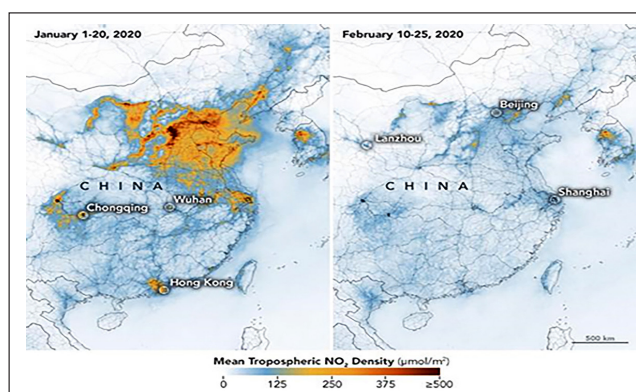 January 1-20, 2020
February 10-25, 2020
Beijing
Lanzhou
CHINA
CHINA
Wuhan
Chongqing
Shanghai
Hong Kong
500 km
Mean Tropospheric NO₂ Density (μmol/m²)
0 125 250 375 ≥500